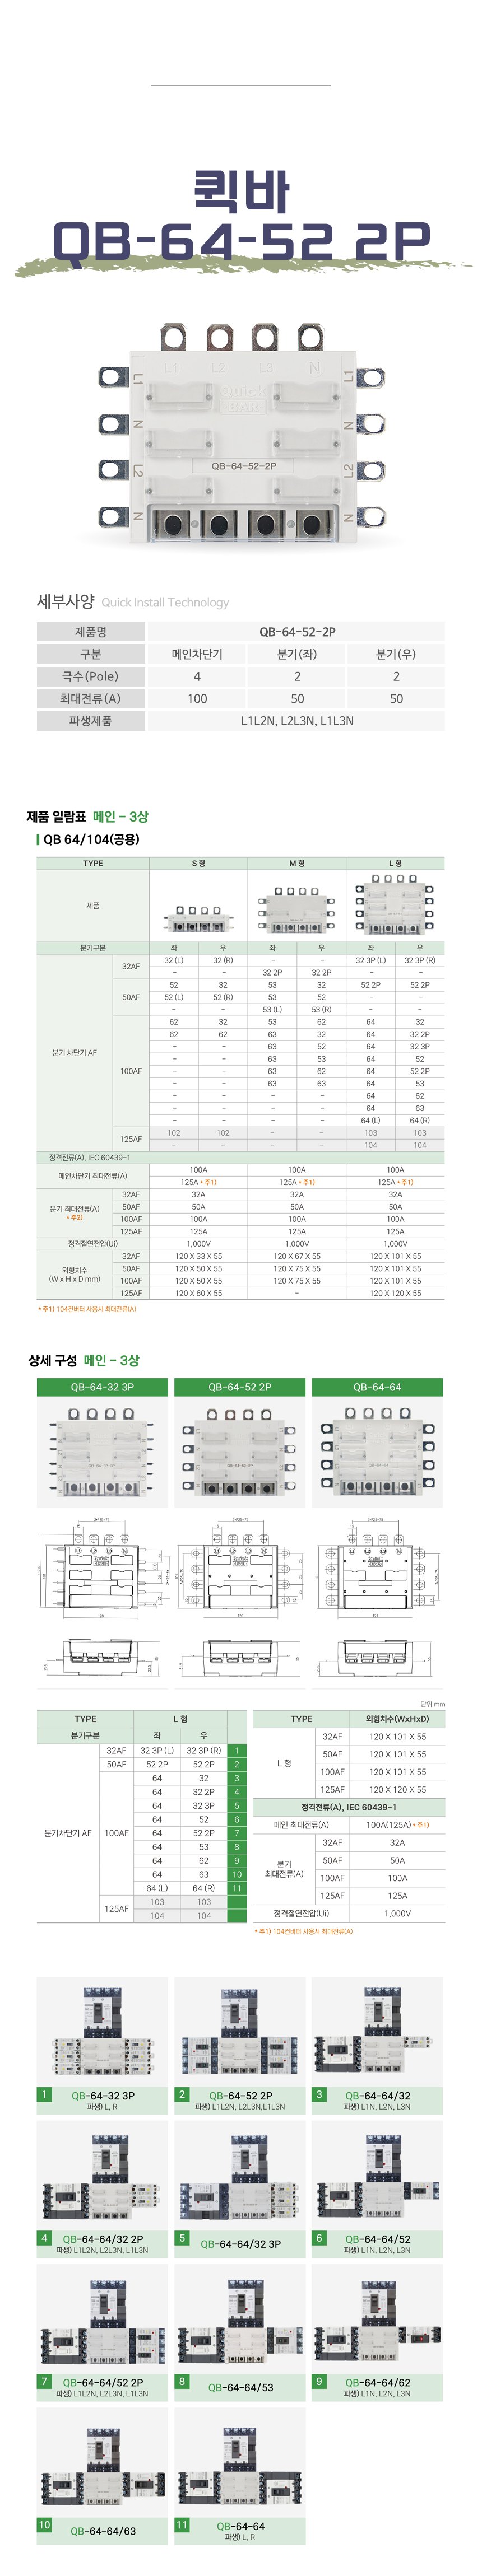 퀵바
QB-64-52 2P
L1 L2 L3 N
Quick
BAR
L1 L1
N N
L2 L2
N N
QB-64-52-2P
세부사양 Quick Install Technology
제품명 QB-64-52-2P
구분 메인차단기 분기(좌) 분기(우)
극수(Pole) 4 2 2
최대전류(A) 100 50 50
파생제품 L1L2N, L2L3N, L1L3N
제품 일람표 메인 - 3상
QB 64/104(공용)
TYPE S 형 M 형 L 형
제품
분기구분 좌 우 좌 우 좌 우
분기 차단기 AF
32AF 32 (L) 32 (R) - - 32 3P (L) 32 3P (R)
- - 32 2P 32 2P - -
50AF 52 32 53 32 52 2P 52 2P
52 (L) 52 (R) 53 52 - -
- - 53 (L) 53 (R) - -
100AF 62 32 53 62 64 32
62 62 63 32 64 32 2P
- - 63 52 64 32 3P
- - 63 53 64 52
- - 63 62 64 52 2P
- - 63 63 64 53
- - - - 64 62
- - - - 64 63
- - - - 64 (L) 64 (R)
125AF 102 102 - - 103 103
- - - - 104 104
정격전류(A), IEC 60439-1
메인차단기 최대전류(A) 100A 100A 100A
125A * 주1) 125A * 주1) 125A * 주1)
분기 최대전류(A)
* 주2)
32AF 32A 32A 32A
50AF 50A 50A 50A
100AF 100A 100A 100A
125AF 125A 125A 125A
정격절연전압(Ui) 1,000V 1,000V 1,000V
외형치수
(W x H x D mm)
32AF 120 X 33 X 55 120 X 67 X 55 120 X 101 X 55
50AF 120 X 50 X 55 120 X 75 X 55 120 X 101 X 55
100AF 120 X 50 X 55 120 X 75 X 55 120 X 101 X 55
125AF 120 X 60 X 55 - 120 X 120 X 55
* 주1) 104컨버터 사용시 최대전류(A)
상세 구성 메인 - 3상
QB-64-32 3P QB-64-52 2P QB-64-64
단위 mm
TYPE L 형
분기구분 좌 우
분기차단기 AF
32AF 32 3P (L) 32 3P (R) 1
50AF 52 2P 52 2P 2
100AF 64 32 3
64 32 2P 4
64 32 3P 5
64 52 6
64 52 2P 7
64 53 8
64 62 9
64 63 10
64 (L) 64 (R) 11
125AF 103 103
104 104
TYPE 외형치수(WxHxD)
L 형
32AF 120 X 101 X 55
50AF 120 X 101 X 55
100AF 120 X 101 X 55
125AF 120 X 120 X 55
정격전류(A), IEC 60439-1
메인 최대전류(A) 100A(125A) * 주1)
분기
최대전류(A)
32AF 32A
50AF 50A
100AF 100A
125AF 125A
정격절연전압(Ui) 1,000V
* 주1) 104컨버터 사용시 최대전류(A)
1 QB-64-32 3P
파생) L, R
2 QB-64-52 2P
파생) L1L2N, L2L3N,L1L3N
3 QB-64-64/32
파생) L1N, L2N, L3N
4 QB-64-64/32 2P
파생) L1L2N, L2L3N, L1L3N
5 QB-64-64/32 3P
6 QB-64-64/52
파생) L1N, L2N, L3N
7 QB-64-64/52 2P
파생) L1L2N, L2L3N, L1L3N
8 QB-64-64/53
9 QB-64-64/62
파생) L1N, L2N, L3N
10 QB-64-64/63
11 QB-64-64
파생) L, R